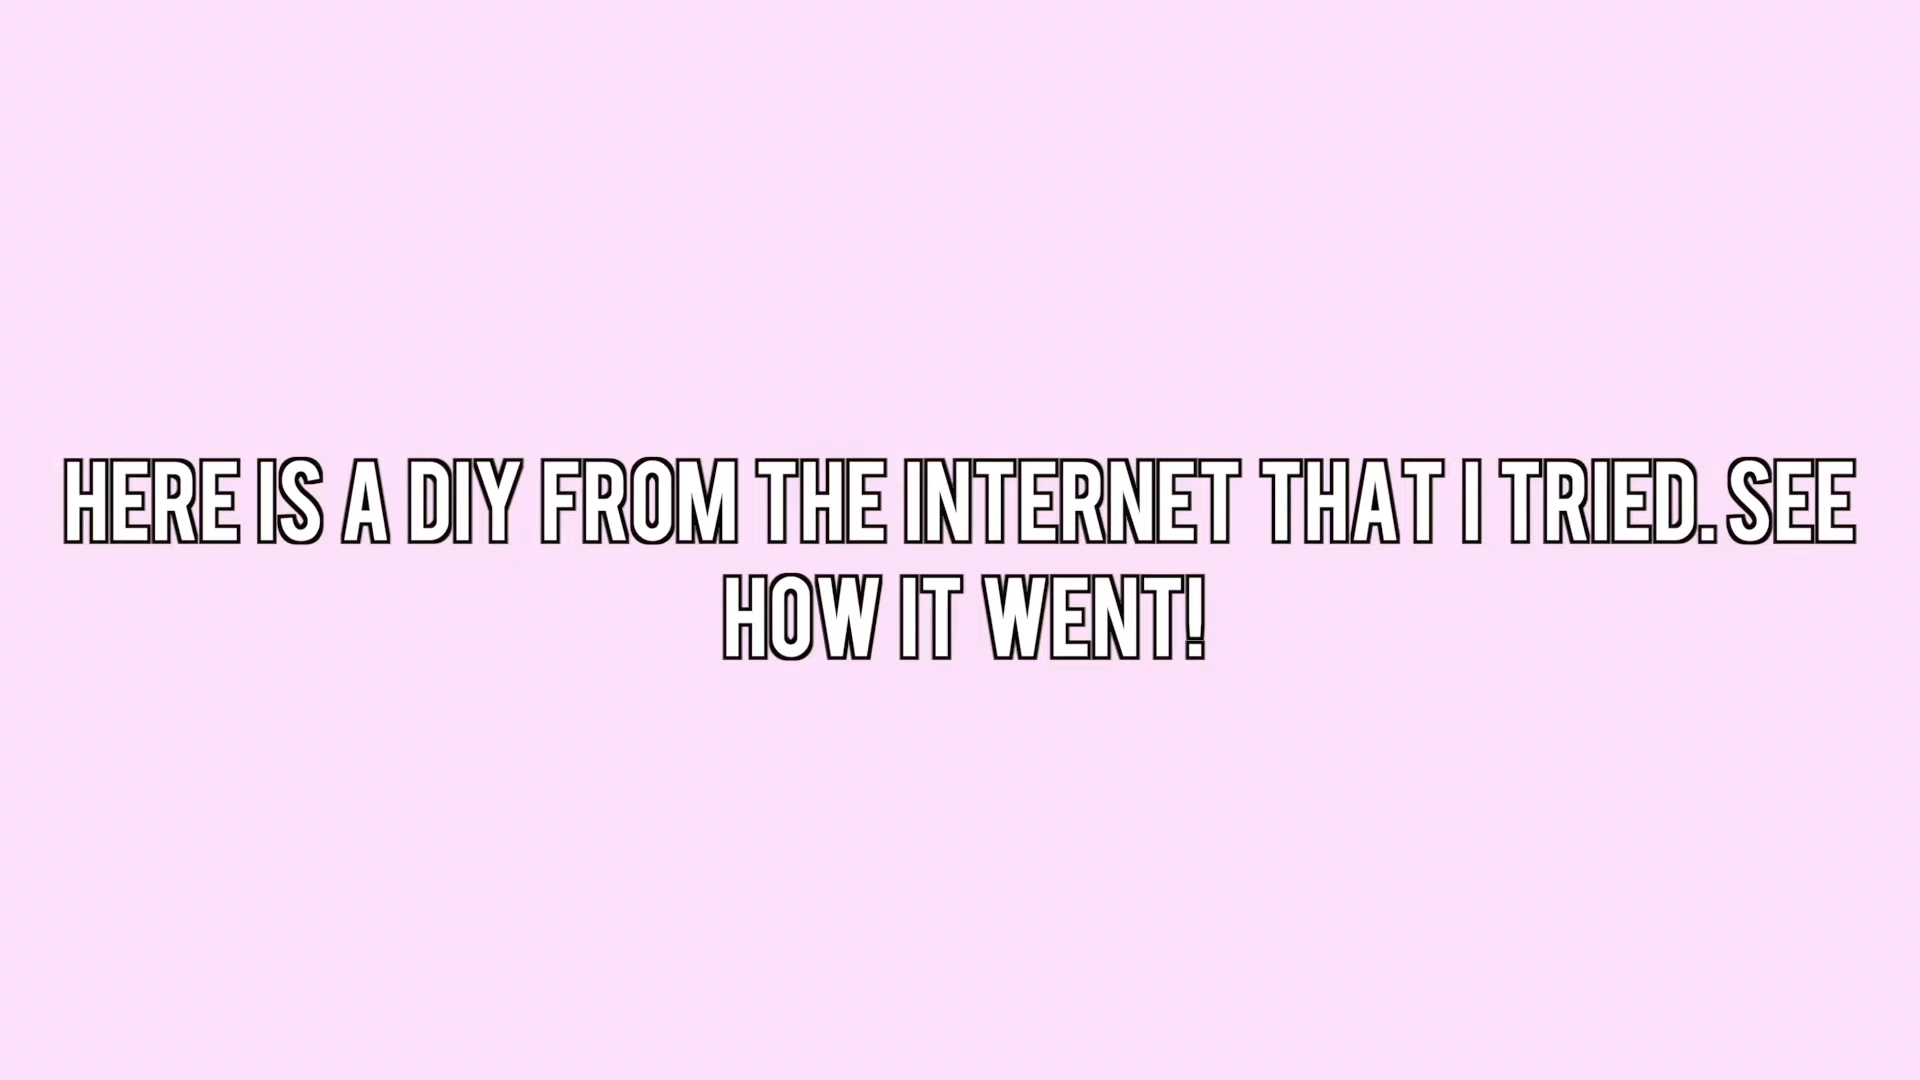 HERE IS A DIY FROM THE INTERNET THAT I TRIED. SEE
HOW IT WENT!